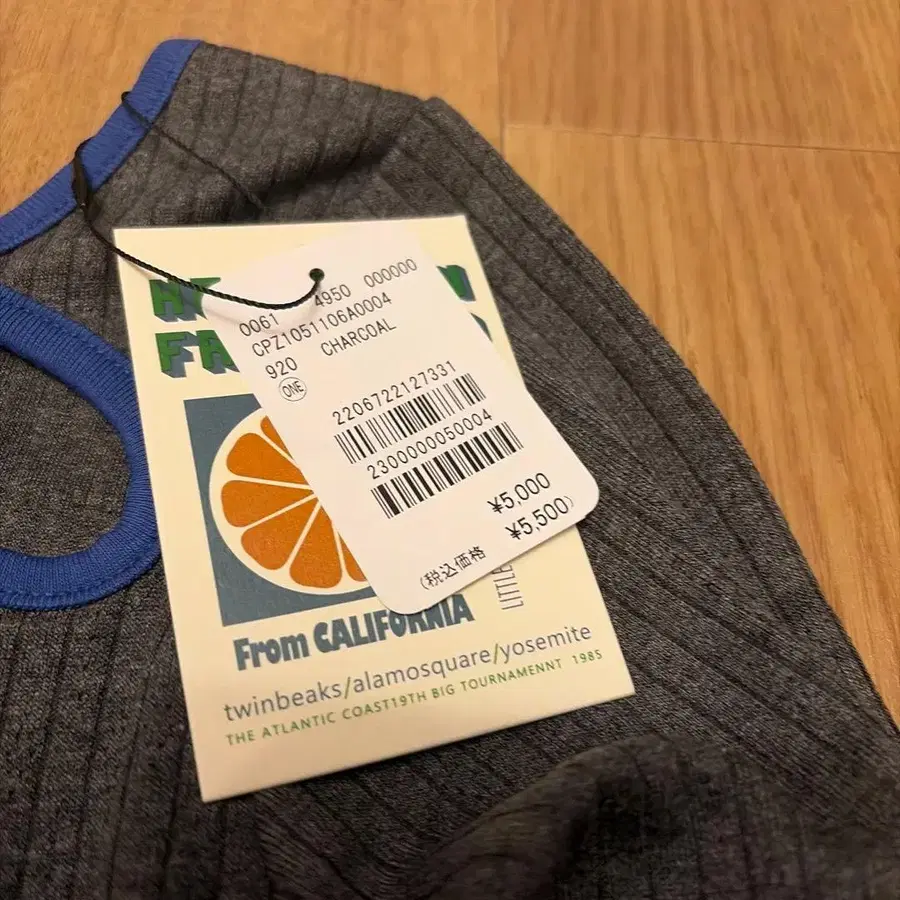 0061 4950 000000
CPZ1051106A0004
920 CHARCOAL
ONE
2206722127331
2300000050004
¥5,000
(税込価格 ¥5,500)
LITTLE
From CALIFORNIA
twinbeaks/alamosquare/yosemite
THE ATLANTIC COAST19TH BIG TOURNAMENNT 1985